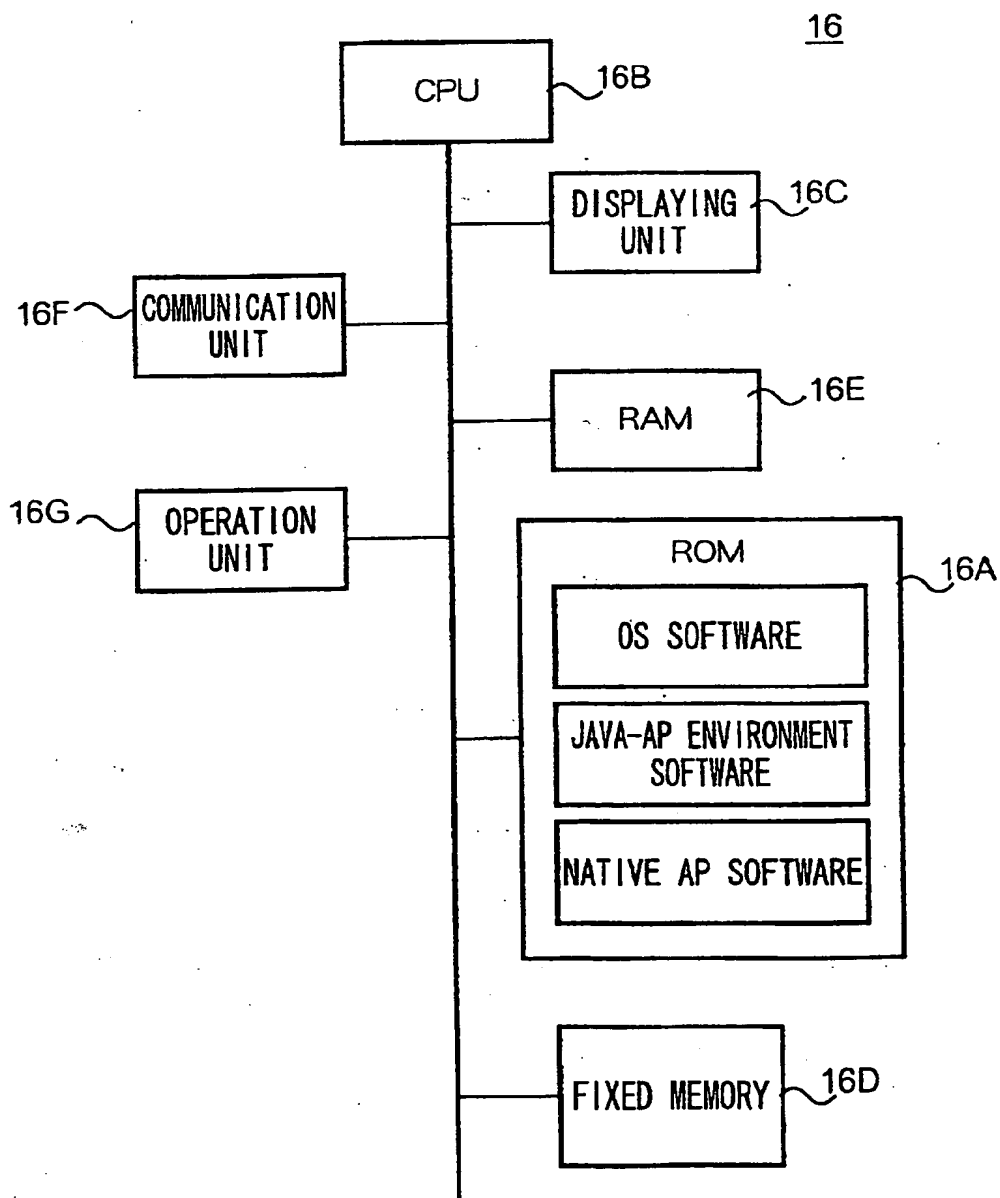 16
CPU
16B
DISPLAYING
UNIT
16C
16F
COMMUNICATION
UNIT
RAM
16E
16G
OPERATION
UNIT
ROM
16A
OS SOFTWARE
JAVA-AP ENVIRONMENT
SOFTWARE
NATIVE AP SOFTWARE
FIXED MEMORY
16D